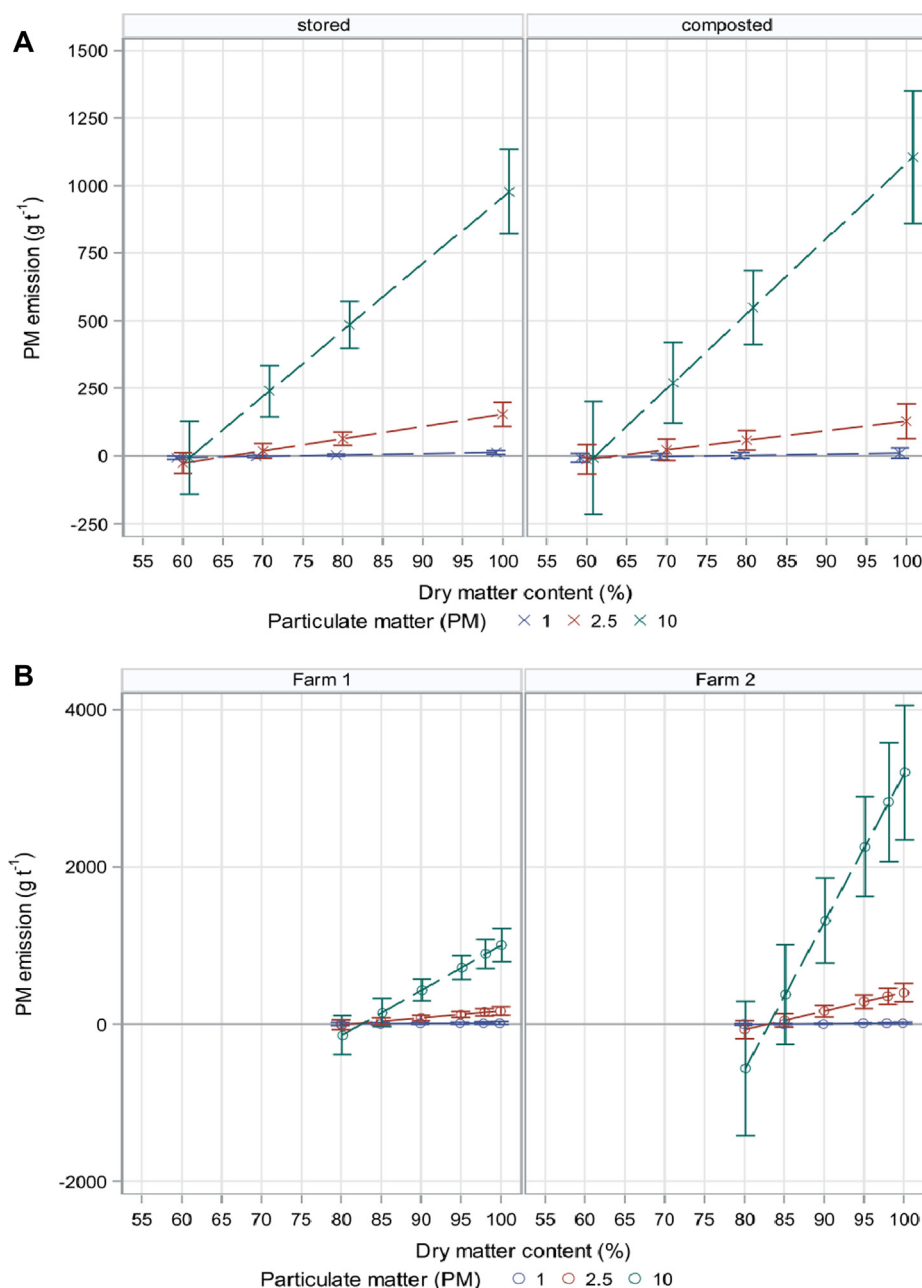 A
stored composted
1500
1250
1000
750
500
250
0
-250
PM emission (g t⁻¹)
55 60 65 70 75 80 85 90 95 100 55 60 65 70 75 80 85 90 95 100
Dry matter content (%)
Particulate matter (PM) 1 2.5 10
B
Farm 1 Farm 2
4000
2000
0
-2000
PM emission (g t⁻¹)
55 60 65 70 75 80 85 90 95 100 55 60 65 70 75 80 85 90 95 100
Dry matter content (%)
Particulate matter (PM) 1 2.5 10